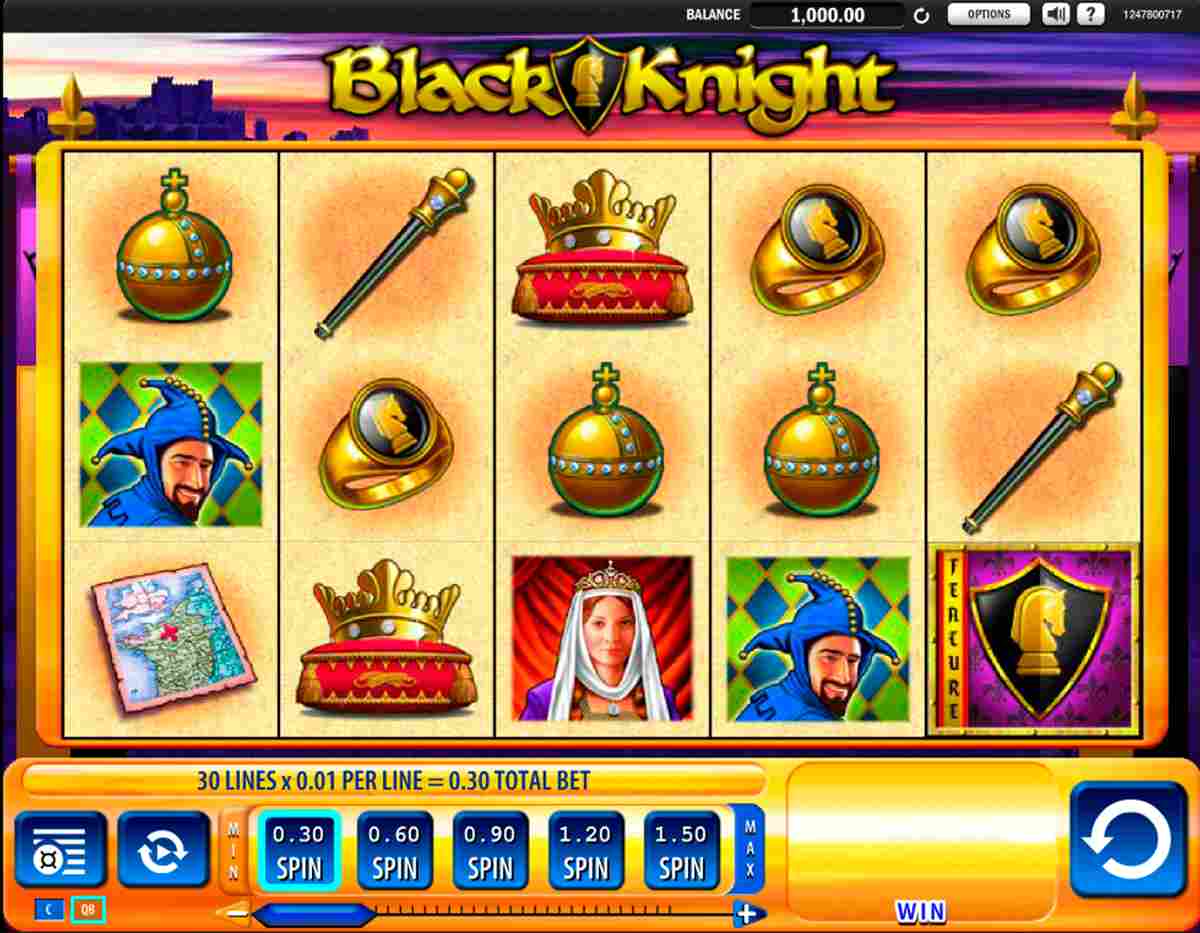 BALANCE 1,000.00 OPTIONS ? 1247800717
Black Knight
FEATURE
30 LINES x 0.01 PER LINE = 0.30 TOTAL BET
MIN 0.30 0.60 0.90 1.20 1.50 MAX
SPIN SPIN SPIN SPIN SPIN
C QB
WIN